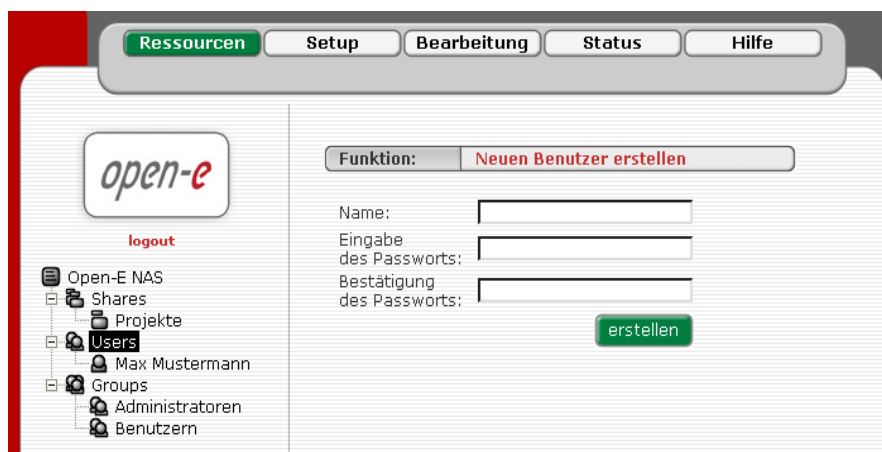 Ressourcen Setup Bearbeitung Status Hilfe
open-e
logout
Open-E NAS
Shares
Projekte
Users
Max Mustermann
Groups
Administratoren
Benutzern
Funktion: Neuen Benutzer erstellen
Name:
Eingabe
des Passworts:
Bestätigung
des Passworts:
erstellen